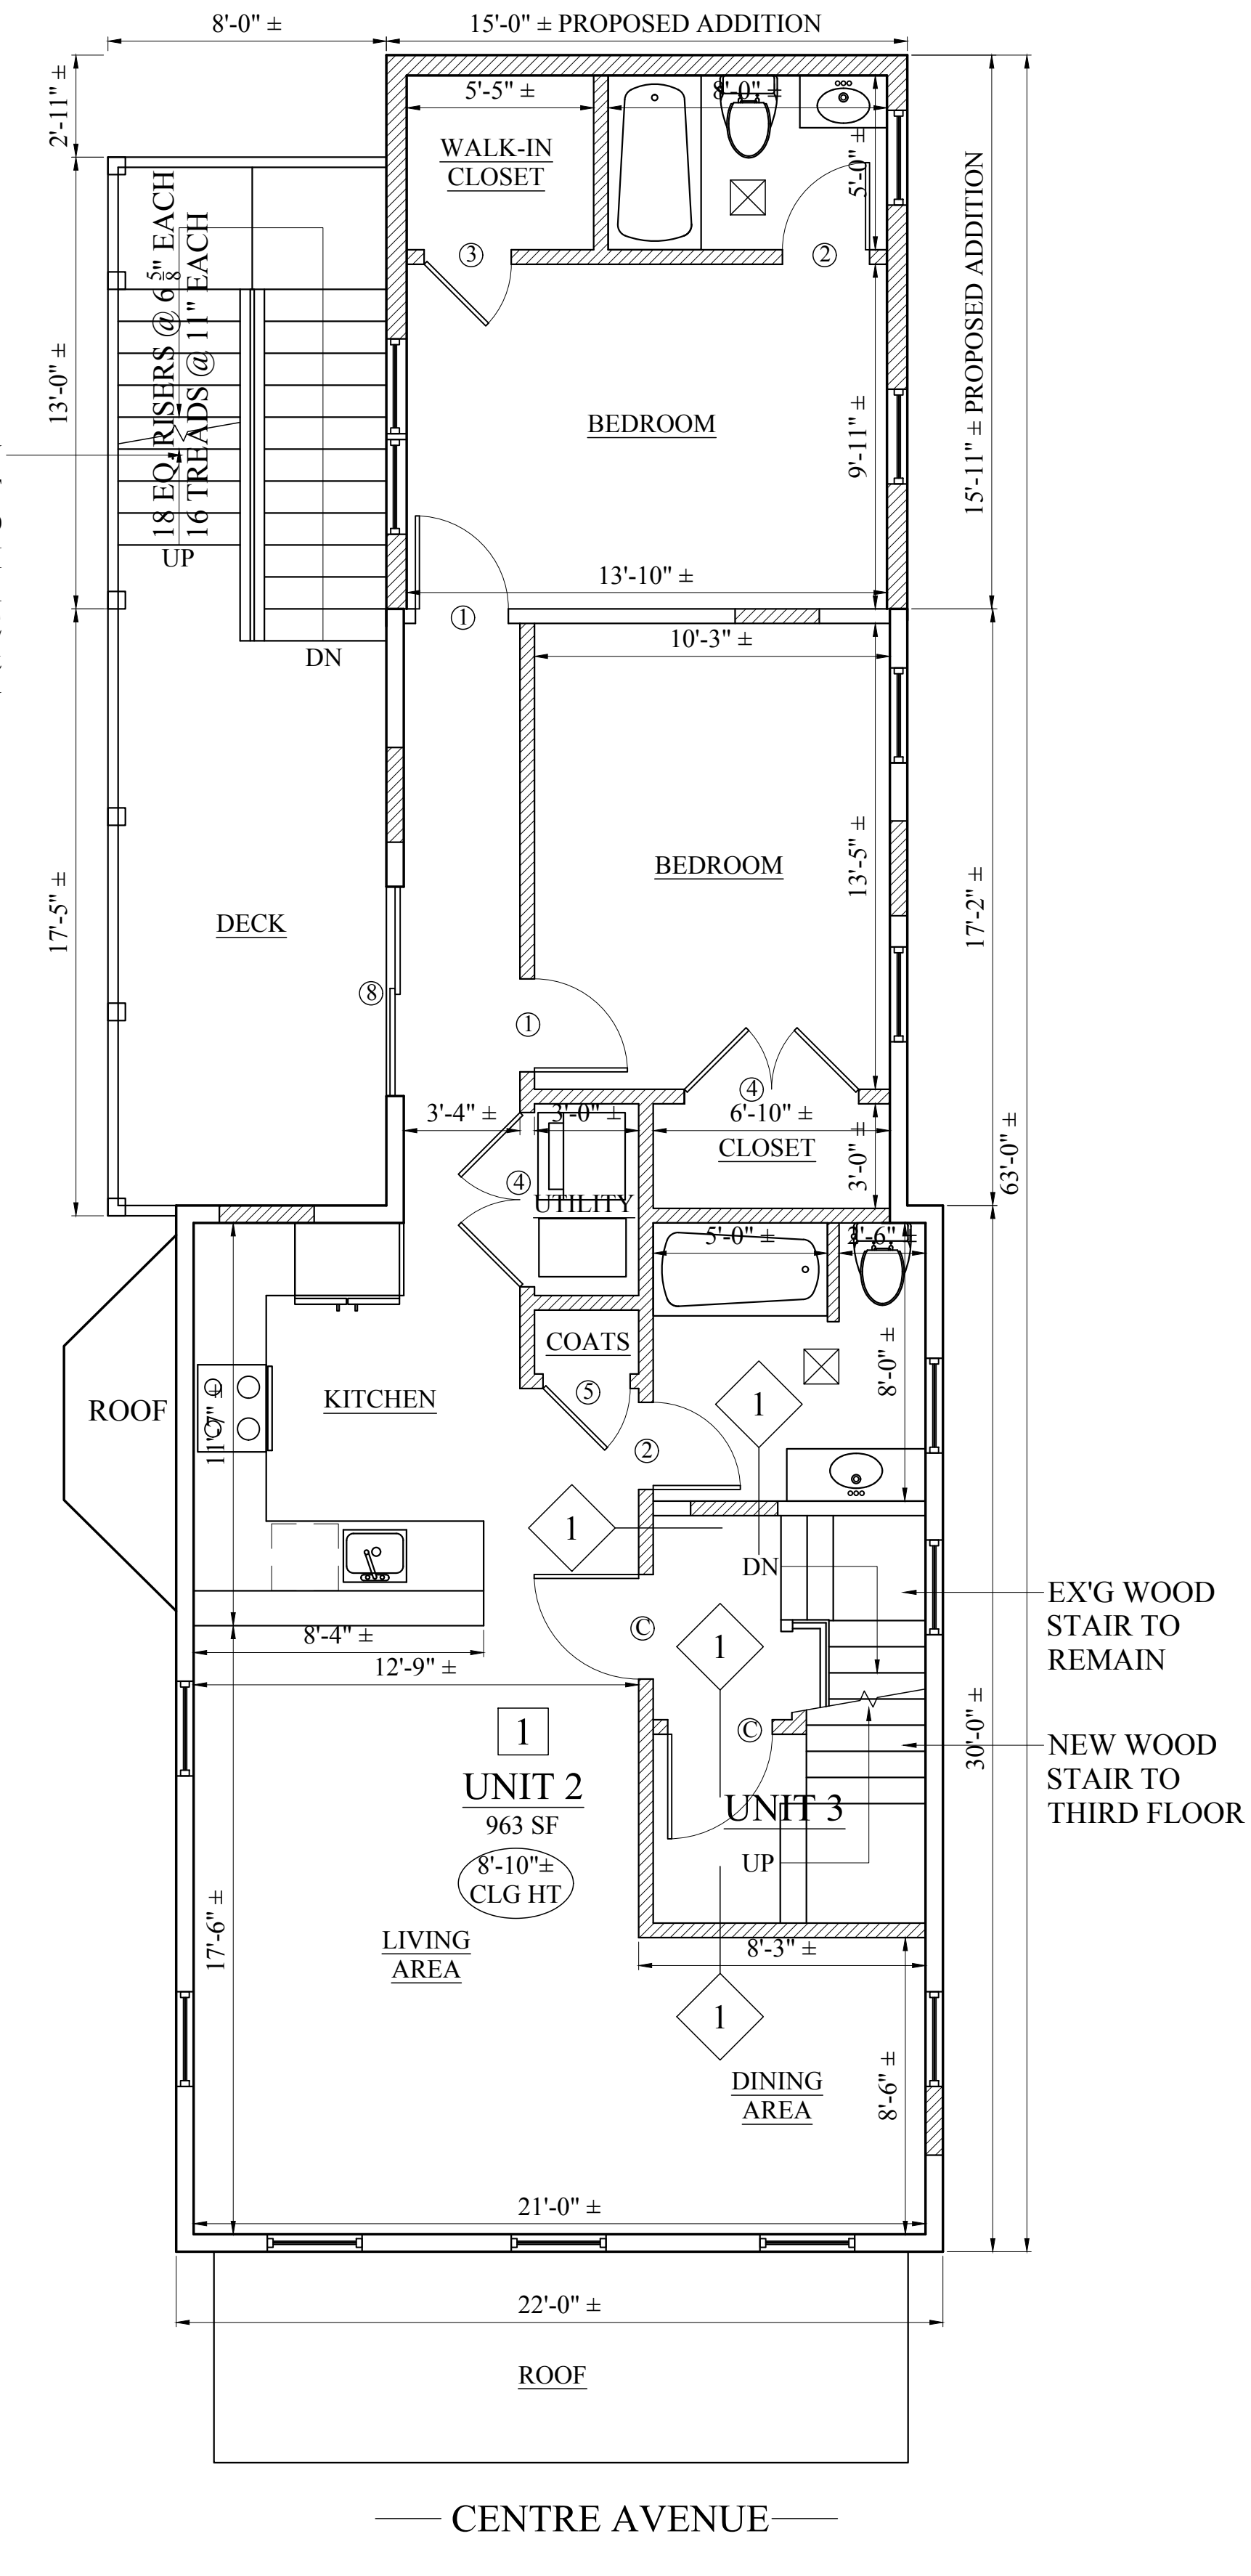 8'-0" ±
15'-0" ± PROPOSED ADDITION
2'-11" ±
5'-5" ±
8'-0" ±
WALK-IN
CLOSET
5'-0" ±
3
2
18 EQ. RISERS @ 6 5/8" EACH
16 TREADS @ 11" EACH
13'-0" ±
15'-11" ± PROPOSED ADDITION
BEDROOM
9'-11" ±
UP
13'-10" ±
1
DN
10'-3" ±
BEDROOM
13'-5" ±
17'-5" ±
DECK
17'-2" ±
8
1
4
3'-4" ±
3'-0" ±
6'-10" ±
CLOSET
3'-0" ±
63'-0" ±
4
UTILITY
5'-0" ±
2'-6" ±
COATS
5
8'-0" ±
ROOF
KITCHEN
11'-7" ±
1
2
1
DN
EX'G WOOD
STAIR TO
REMAIN
8'-4" ±
C
1
12'-9" ±
1
C
30'-0" ±
NEW WOOD
STAIR TO
THIRD FLOOR
UNIT 2
963 SF
UNIT 3
8'-10"±
CLG HT
UP
17'-6" ±
LIVING
AREA
8'-3" ±
1
DINING
AREA
8'-6" ±
21'-0" ±
22'-0" ±
ROOF
CENTRE AVENUE